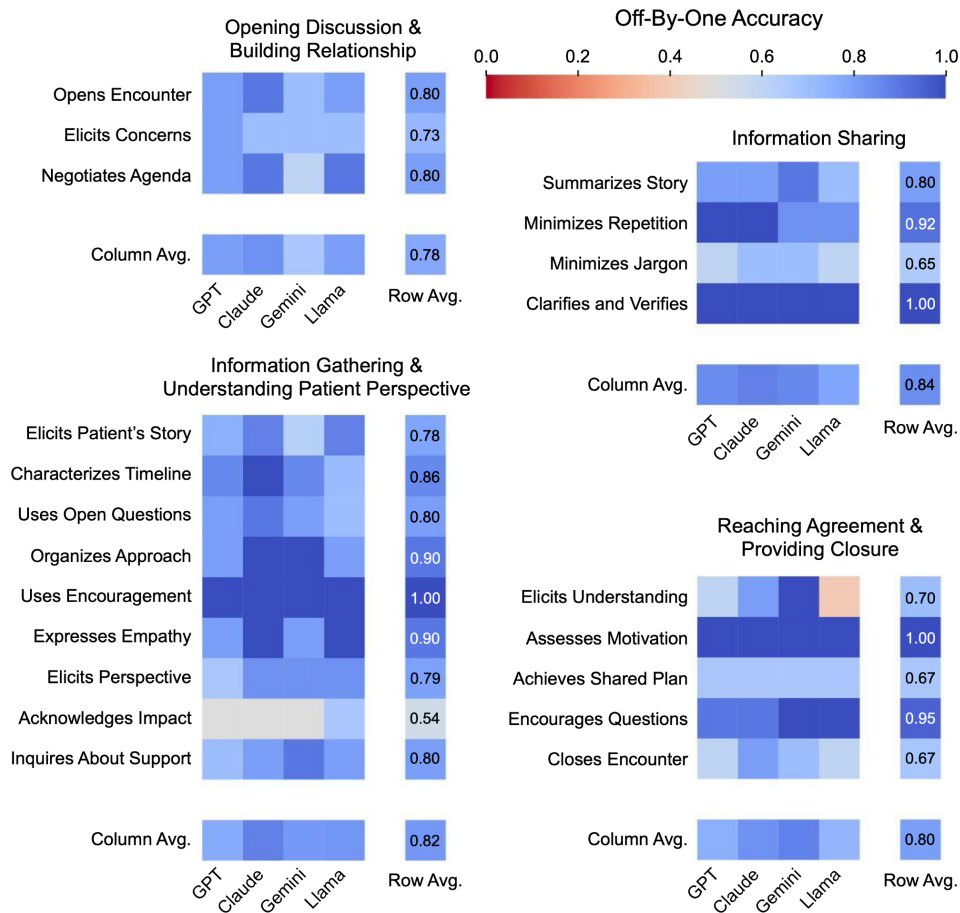 Opening Discussion &
Building Relationship
Opens Encounter 0.80
Elicits Concerns 0.73
Negotiates Agenda 0.80
Column Avg. 0.78
GPT Claude Gemini Llama Row Avg.
Off-By-One Accuracy
0.0 0.2 0.4 0.6 0.8 1.0
Information Sharing
Summarizes Story 0.80
Minimizes Repetition 0.92
Minimizes Jargon 0.65
Clarifies and Verifies 1.00
Column Avg. 0.84
GPT Claude Gemini Llama Row Avg.
Information Gathering &
Understanding Patient Perspective
Elicits Patient’s Story 0.78
Characterizes Timeline 0.86
Uses Open Questions 0.80
Organizes Approach 0.90
Uses Encouragement 1.00
Expresses Empathy 0.90
Elicits Perspective 0.79
Acknowledges Impact 0.54
Inquires About Support 0.80
Column Avg. 0.82
GPT Claude Gemini Llama Row Avg.
Reaching Agreement &
Providing Closure
Elicits Understanding 0.70
Assesses Motivation 1.00
Achieves Shared Plan 0.67
Encourages Questions 0.95
Closes Encounter 0.67
Column Avg. 0.80
GPT Claude Gemini Llama Row Avg.